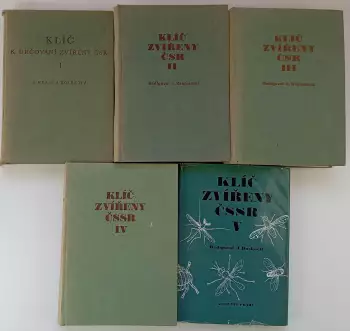 KLÍČ
K URČOVÁNÍ ZVÍŘENY ČSR
I
KLÍČ
ZVÍŘENY
ČSR
II
KLÍČ
ZVÍŘENY
ČSR
III
KLÍČ
ZVÍŘENY
ČSSR
IV
KLÍČ
ZVÍŘENY
ČSSR
V